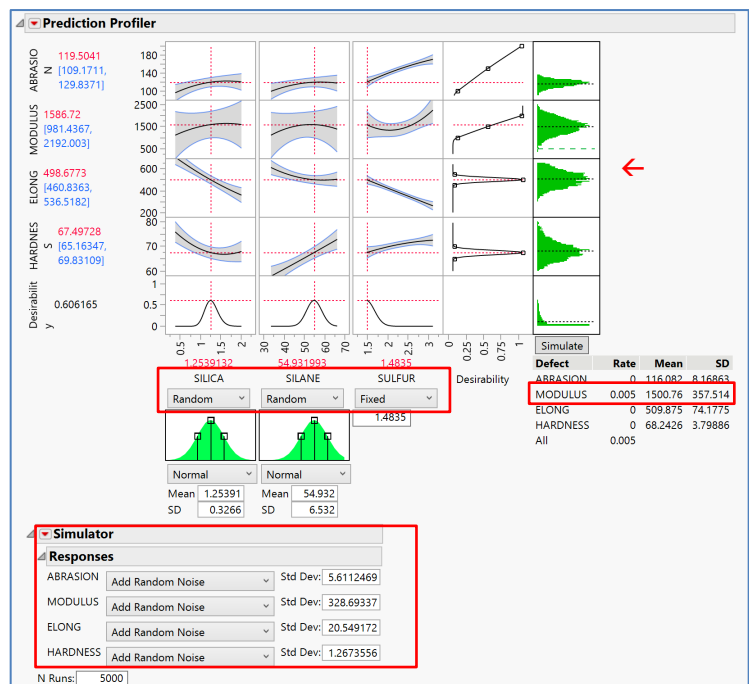 Prediction Profiler
ABRASIO
N
119.5041
[109.1711,
129.8371]
180
140
100
MODULUS
1586.72
[981.4367,
2192.003]
2500
1500
500
ELONG
498.6773
[460.8363,
536.5182]
600
400
200
HARDNES
S
67.49728
[65.16347,
69.83109]
80
70
60
Desirabilit
y
0.606165
1
0.5
0
0.5 1 1.5 2 30 40 50 60 70 1.5 2 2.5 3 0 0.25 0.5 0.75 1
1.2539132 54.931993 1.4835
SILICA SILANE SULFUR Desirability
Random Random Fixed
1.4835
Simulate
Defect Rate Mean SD
ABRASION 0 116.082 8.16863
MODULUS 0.005 1500.76 357.514
ELONG 0 509.875 74.1775
HARDNESS 0 68.2426 3.79886
All 0.005
Normal Normal
Mean 1.25391 Mean 54.932
SD 0.3266 SD 6.532
Simulator
Responses
ABRASION Add Random Noise Std Dev: 5.6112469
MODULUS Add Random Noise Std Dev: 328.69337
ELONG Add Random Noise Std Dev: 20.549172
HARDNESS Add Random Noise Std Dev: 1.2673556
N Runs: 5000